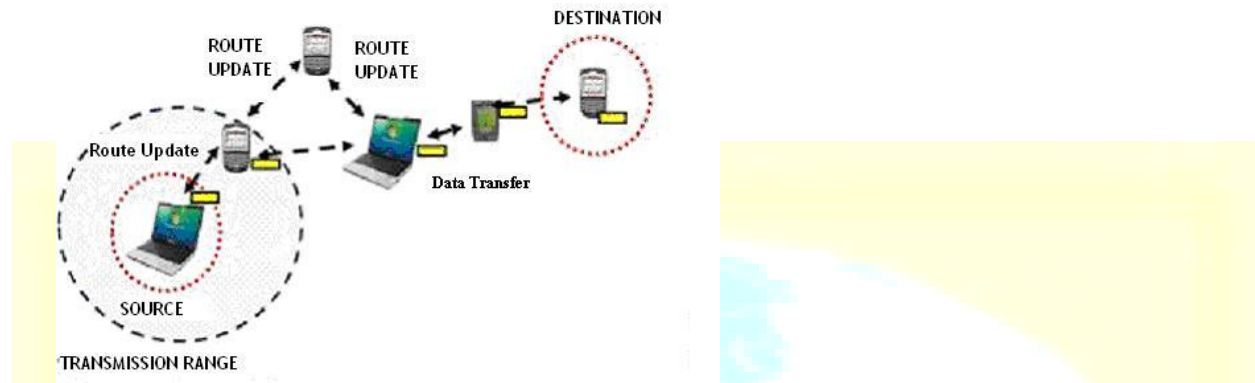 DESTINATION
ROUTE
UPDATE
ROUTE
UPDATE
Route Update
Data Transfer
SOURCE
TRANSMISSION RANGE